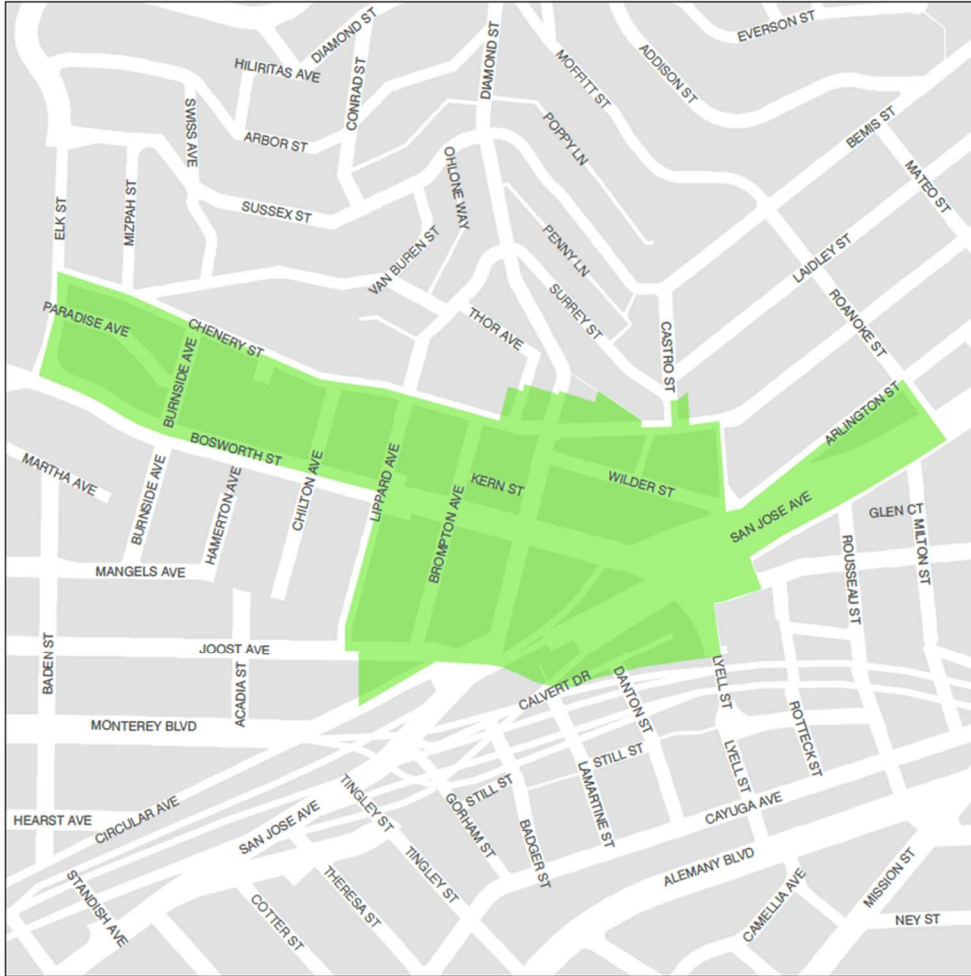 EVERSON ST
DIAMOND ST
DIAMOND ST
HILIRITAS AVE
CONRAD ST
MOFFITT ST
ADDISON ST
SWISS AVE
ARBOR ST
POPPY LN
BEMIS ST
OHLONE WAY
MATEO ST
ELK ST
MIZPAH ST
SUSSEX ST
VAN BUREN ST
PENNY LN
LAIDLEY ST
SURREY ST
ROANOKE ST
PARADISE AVE
CHENERY ST
THOR AVE
CASTRO ST
BURNSIDE AVE
ARLINGTON ST
BOSWORTH ST
MARTHA AVE
BURNSIDE AVE
HAMERTON AVE
CHILTON AVE
LIPPARD AVE
KERN ST
WILDER ST
BROMPTON AVE
SAN JOSE AVE
GLEN CT
MILTON ST
ROUSSEAU ST
MANGELS AVE
JOOST AVE
BADEN ST
ACADIA ST
LYELL ST
CALVERT DR
DANTON ST
MONTEREY BLVD
ROTTECK ST
STILL ST
LYELL ST
LAMARTINE ST
STILL ST
TINGLEY ST
GORHAM ST
CAYUGA AVE
HEARST AVE
CIRCULAR AVE
SAN JOSE AVE
BADGER ST
TINGLEY ST
ALEMANY BLVD
THERESA ST
CAMELLIA AVE
MISSION ST
STANDISH AVE
COTTER ST
NEY ST